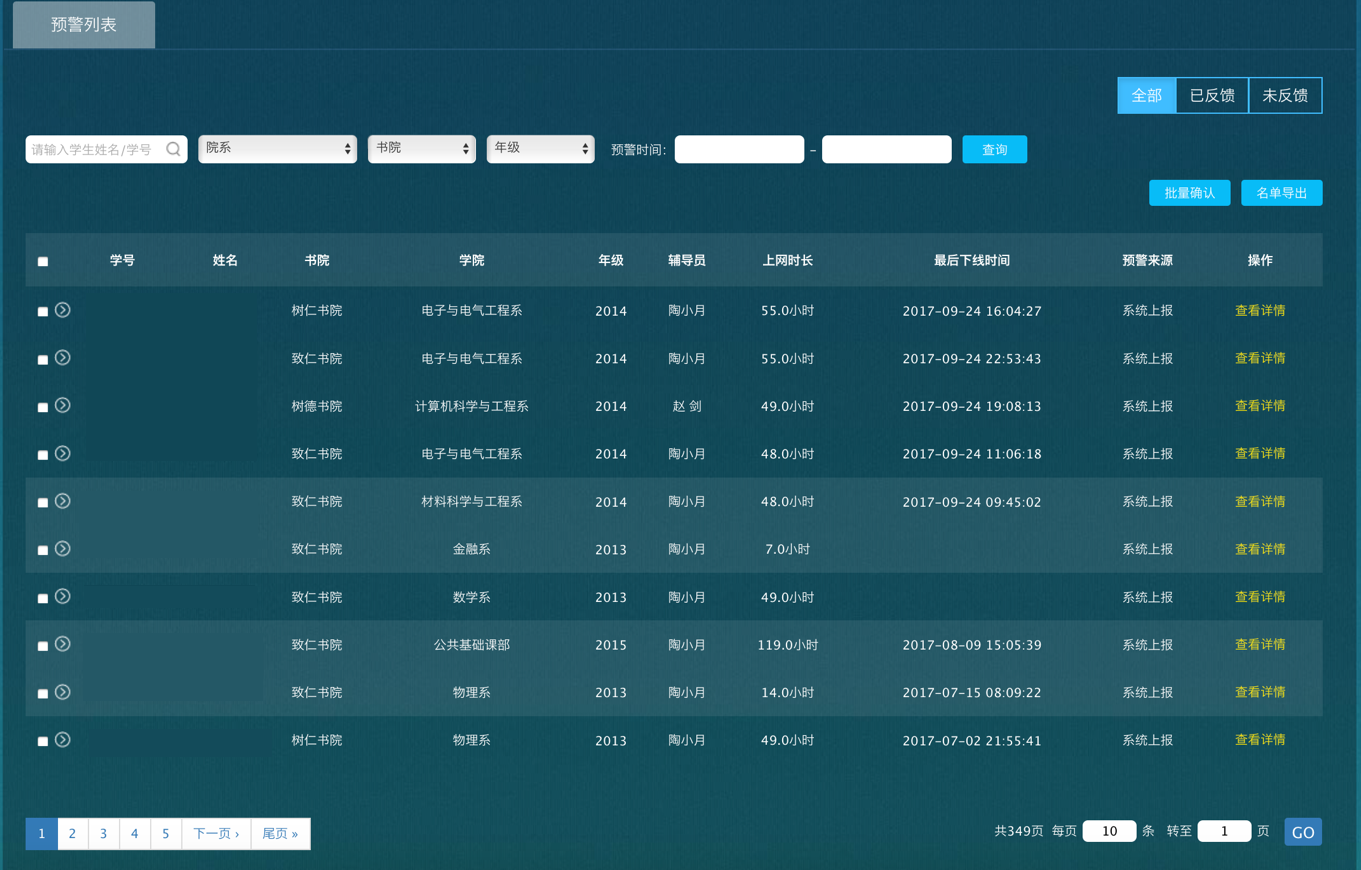 预警列表
全部 已反馈 未反馈
请输入学生姓名/学号 院系 书院 年级 预警时间: – 查询
批量确认 名单导出
学号 姓名 书院 学院 年级 辅导员 上网时长 最后下线时间 预警来源 操作
树仁书院 电子与电气工程系 2014 陶小月 55.0小时 2017-09-24 16:04:27 系统上报 查看详情
致仁书院 电子与电气工程系 2014 陶小月 55.0小时 2017-09-24 22:53:43 系统上报 查看详情
树德书院 计算机科学与工程系 2014 赵 剑 49.0小时 2017-09-24 19:08:13 系统上报 查看详情
致仁书院 电子与电气工程系 2014 陶小月 48.0小时 2017-09-24 11:06:18 系统上报 查看详情
致仁书院 材料科学与工程系 2014 陶小月 48.0小时 2017-09-24 09:45:02 系统上报 查看详情
致仁书院 金融系 2013 陶小月 7.0小时 系统上报 查看详情
致仁书院 数学系 2013 陶小月 49.0小时 系统上报 查看详情
致仁书院 公共基础课部 2015 陶小月 119.0小时 2017-08-09 15:05:39 系统上报 查看详情
致仁书院 物理系 2013 陶小月 14.0小时 2017-07-15 08:09:22 系统上报 查看详情
树仁书院 物理系 2013 陶小月 49.0小时 2017-07-02 21:55:41 系统上报 查看详情
1 2 3 4 5 下一页 › 尾页 » 共349页 每页 10 条 转至 1 页 GO